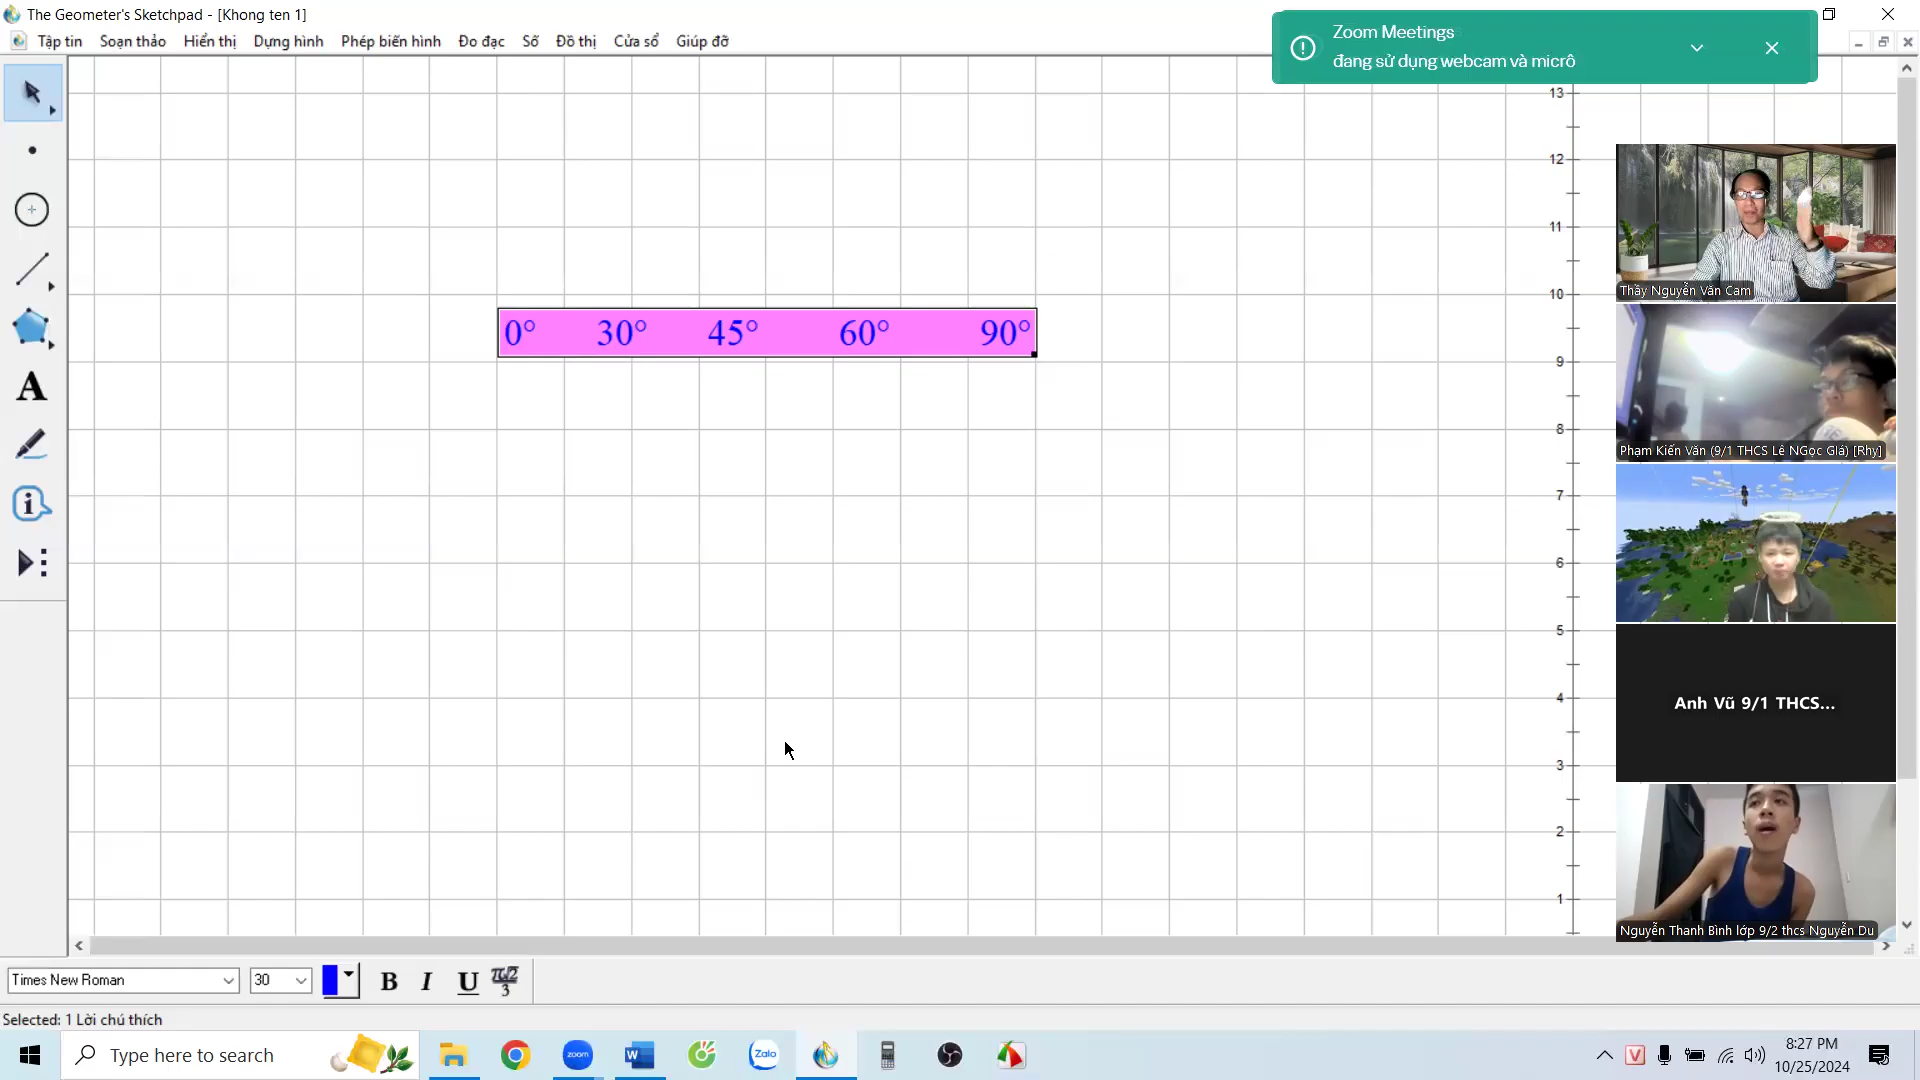 The Geometer's Sketchpad - [Khong ten 1]
Tập tin Soạn thảo Hiển thị Dựng hình Phép biến hình Đo đạc Số Đồ thị Cửa sổ Giúp đỡ
Zoom Meetings
đang sử dụng webcam và micrô
13
12
11
10
9
8
7
6
5
4
3
2
1
0° 30° 45° 60° 90°
A
Thầy Nguyễn Văn Cam
Phạm Kiến Văn (9/1 THCS Lê NGọc Giá) [Rhy]
Anh Vũ 9/1 THCS...
Nguyễn Thanh Bình lớp 9/2 thcs Nguyễn Du
Times New Roman 30 B I U π√2/3
Selected: 1 Lời chú thích
Type here to search
zoom
W
Zalo
V
8:27 PM
10/25/2024